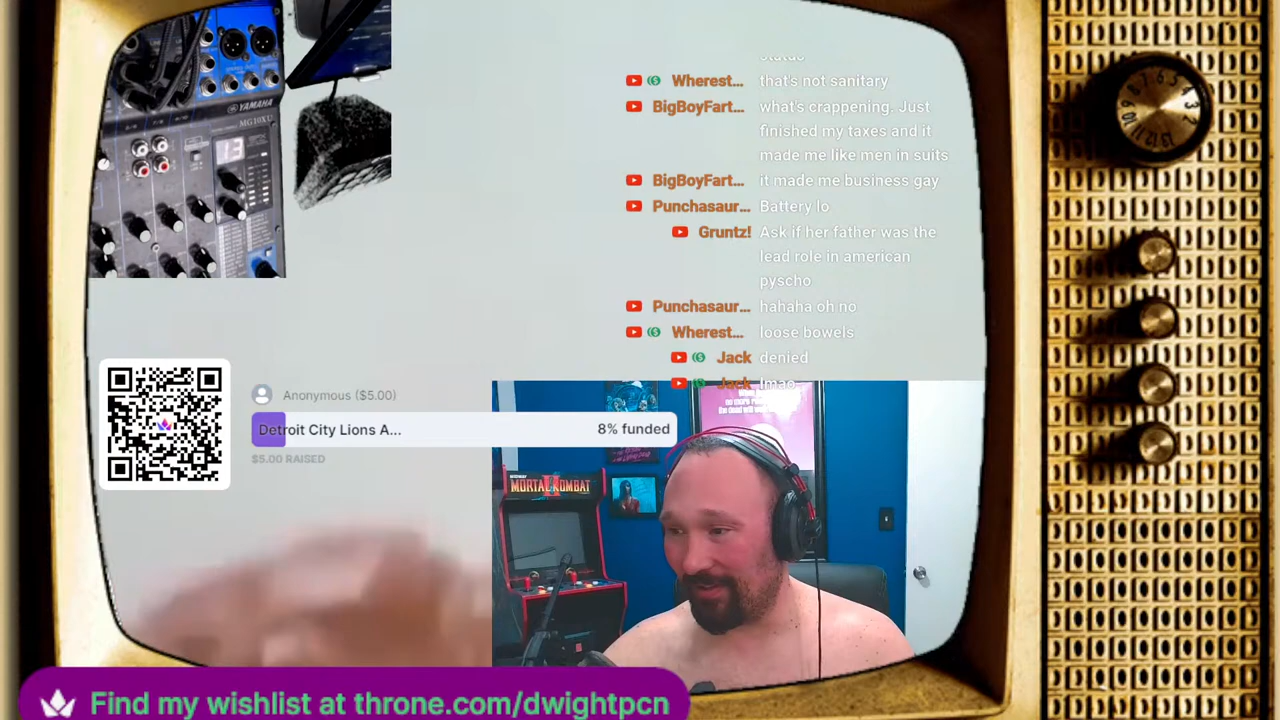 YAMAHA
MG10XU
13
Wherest... that's not sanitary
BigBoyFart... what's crappening. Just
finished my taxes and it
made me like men in suits
BigBoyFart... it made me business gay
Punchasaur... Battery lo
Gruntz! Ask if her father was the
lead role in american
pyscho
Punchasaur... hahaha oh no
Wherest... loose bowels
Jack denied
Jack lmao
Anonymous ($5.00)
Detroit City Lions A... 8% funded
$5.00 RAISED
MORTAL KOMBAT
Find my wishlist at throne.com/dwightpcn